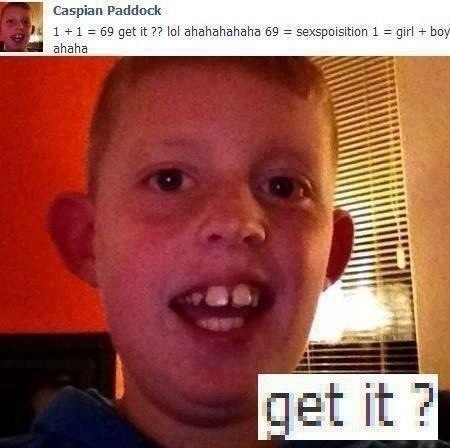 Caspian Paddock
1 + 1 = 69 get it ?? lol ahahahahaha 69 = sexspoisition 1 = girl + boy
ahaha
get it ?